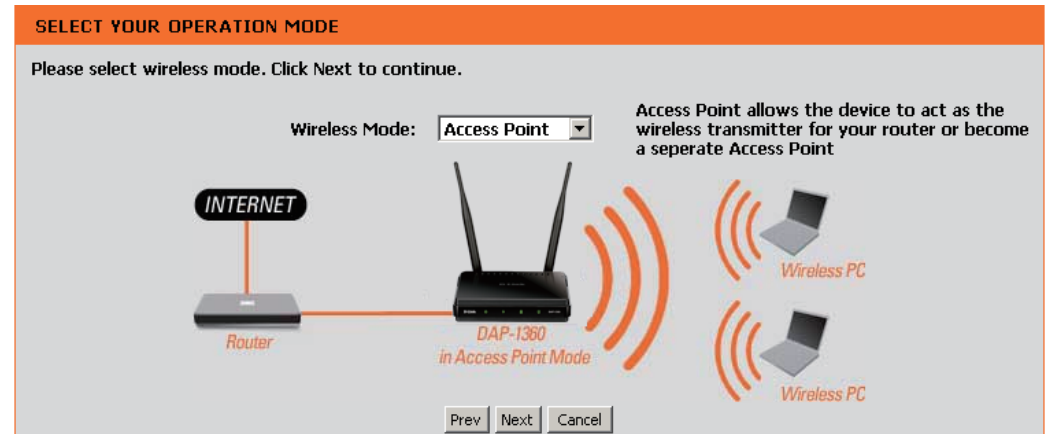 SELECT YOUR OPERATION MODE
Please select wireless mode. Click Next to continue.
Wireless Mode:
Access Point
Access Point allows the device to act as the
wireless transmitter for your router or become
a seperate Access Point
INTERNET
Router
DAP-1360
in Access Point Mode
Wireless PC
Wireless PC
Prev
Next
Cancel